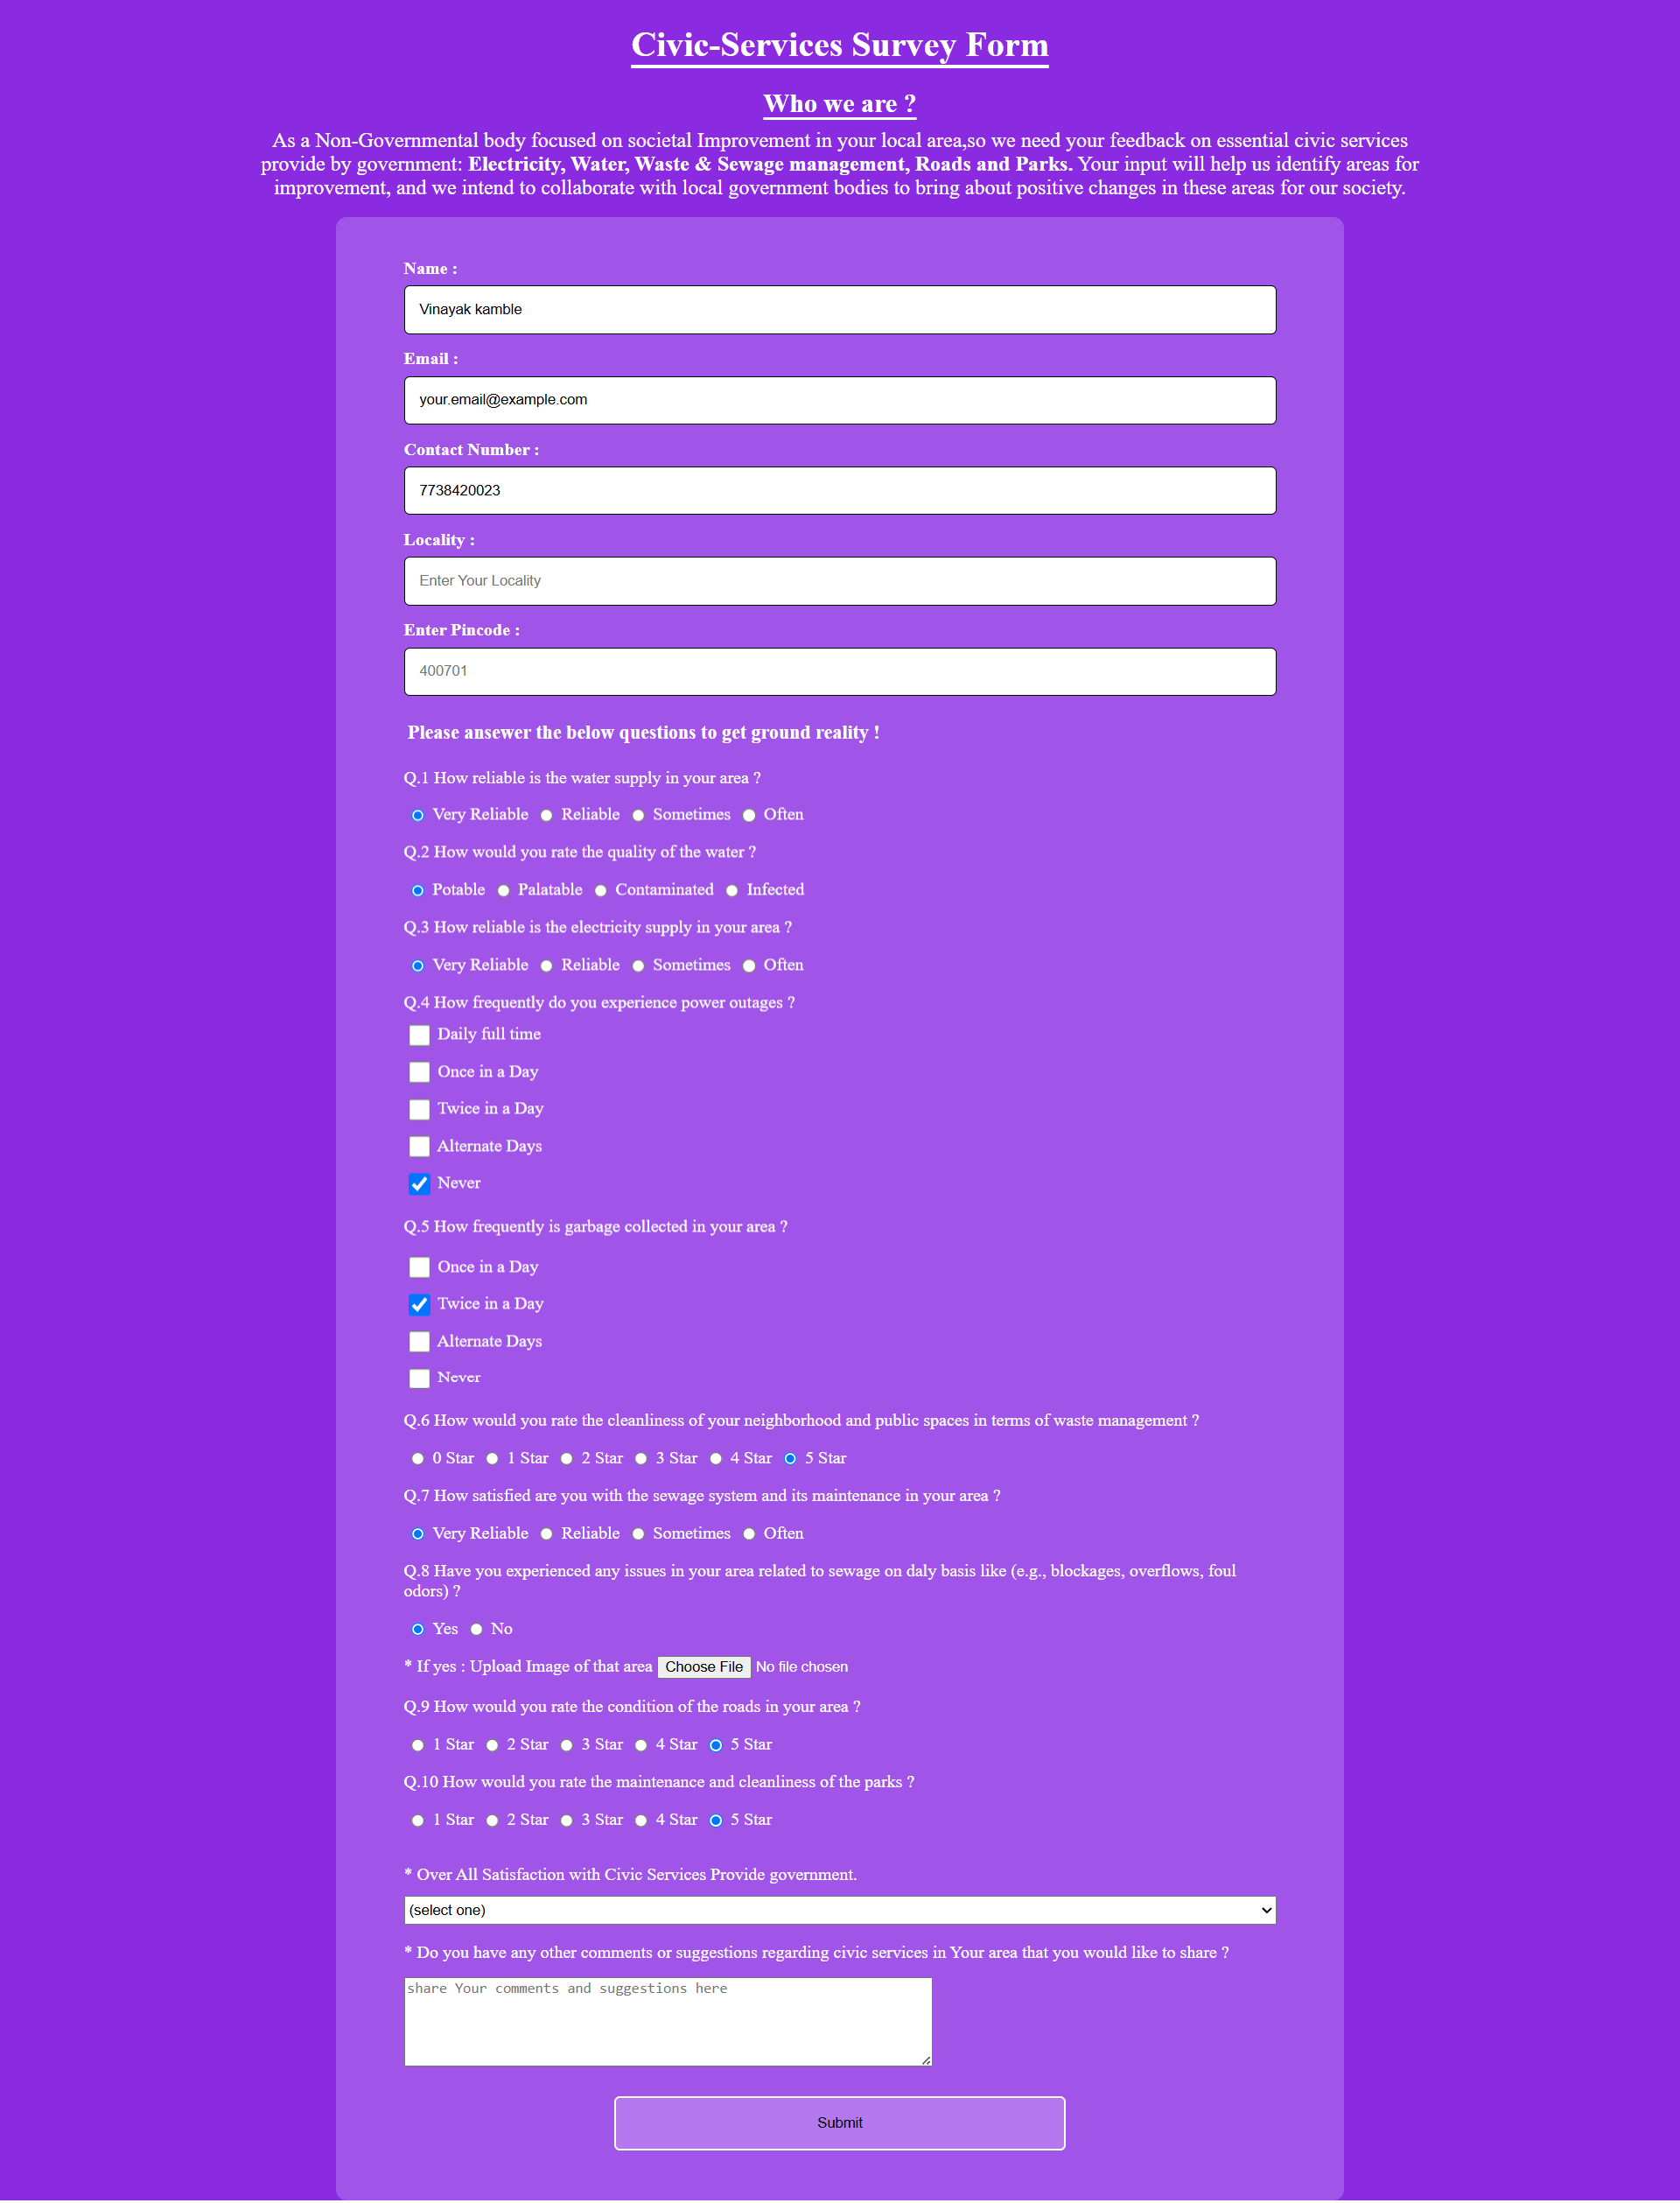 Civic-Services Survey Form
Who we are ?
As a Non-Governmental body focused on societal Improvement in your local area,so we need your feedback on essential civic services
provide by government: Electricity, Water, Waste & Sewage management, Roads and Parks. Your input will help us identify areas for
improvement, and we intend to collaborate with local government bodies to bring about positive changes in these areas for our society.
Name :
Vinayak kamble
Email :
your.email@example.com
Contact Number :
7738420023
Locality :
Enter Your Locality
Enter Pincode :
400701
Please ansewer the below questions to get ground reality !
Q.1 How reliable is the water supply in your area ?
Very Reliable Reliable Sometimes Often
Q.2 How would you rate the quality of the water ?
Potable Palatable Contaminated Infected
Q.3 How reliable is the electricity supply in your area ?
Very Reliable Reliable Sometimes Often
Q.4 How frequently do you experience power outages ?
Daily full time
Once in a Day
Twice in a Day
Alternate Days
Never
Q.5 How frequently is garbage collected in your area ?
Once in a Day
Twice in a Day
Alternate Days
Never
Q.6 How would you rate the cleanliness of your neighborhood and public spaces in terms of waste management ?
0 Star 1 Star 2 Star 3 Star 4 Star 5 Star
Q.7 How satisfied are you with the sewage system and its maintenance in your area ?
Very Reliable Reliable Sometimes Often
Q.8 Have you experienced any issues in your area related to sewage on daly basis like (e.g., blockages, overflows, foul
odors) ?
Yes No
* If yes : Upload Image of that area Choose File No file chosen
Q.9 How would you rate the condition of the roads in your area ?
1 Star 2 Star 3 Star 4 Star 5 Star
Q.10 How would you rate the maintenance and cleanliness of the parks ?
1 Star 2 Star 3 Star 4 Star 5 Star
* Over All Satisfaction with Civic Services Provide government.
(select one)
* Do you have any other comments or suggestions regarding civic services in Your area that you would like to share ?
share Your comments and suggestions here
Submit